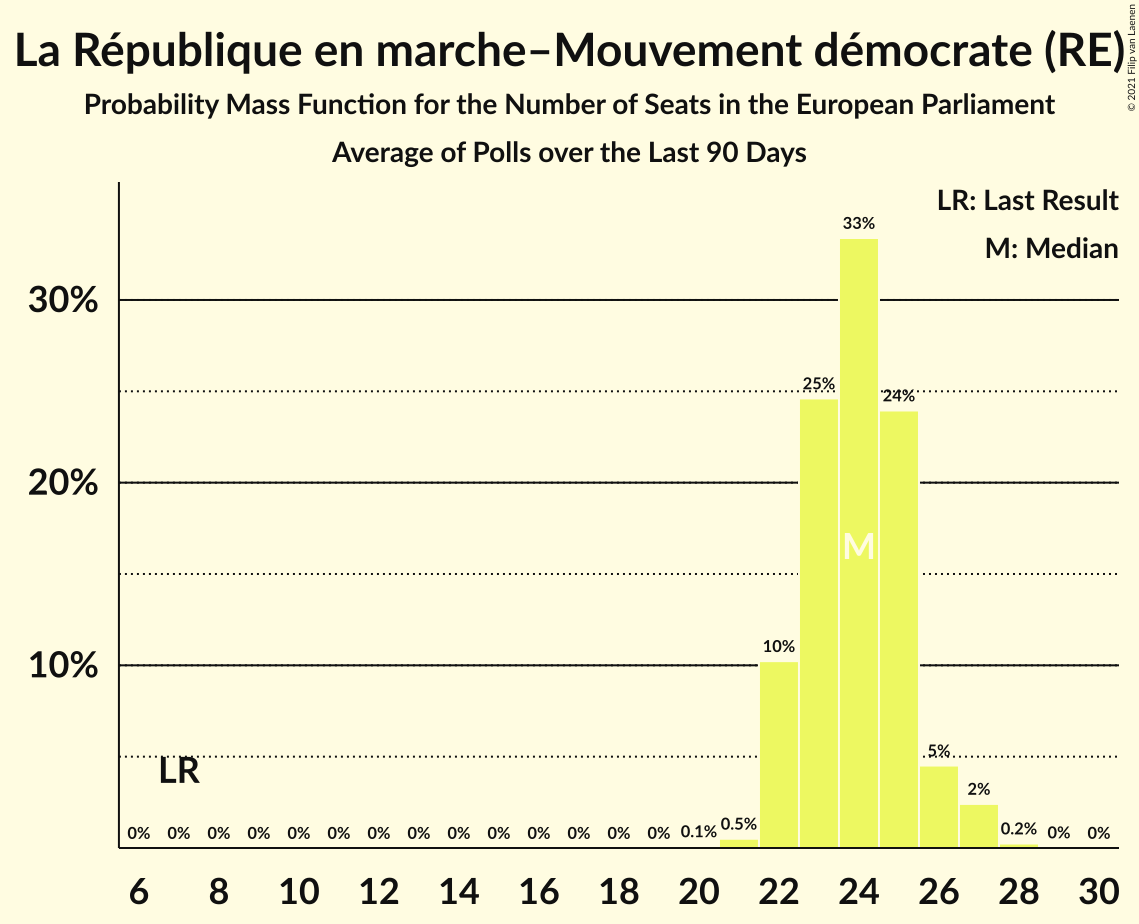 La République en marche–Mouvement démocrate (RE)
© 2021 Filip van Laenen
Probability Mass Function for the Number of Seats in the European Parliament
Average of Polls over the Last 90 Days
LR: Last Result
M: Median
33%
30%
25%
24%
20%
M
10%
10%
5%
LR
2%
0% 0% 0% 0% 0% 0% 0% 0% 0% 0% 0% 0% 0% 0% 0.1% 0.5% 0.2% 0% 0%
6 8 10 12 14 16 18 20 22 24 26 28 30